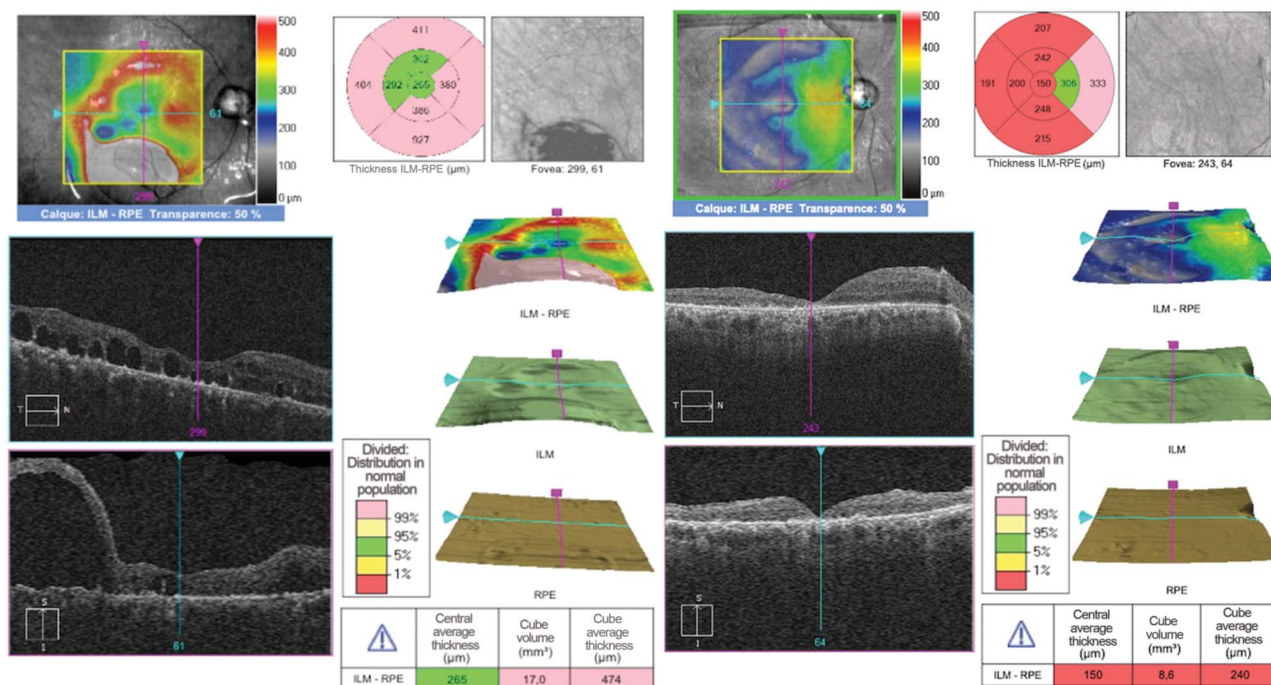 500
400
300
200
100
0 µm
61
299
Calque: ILM - RPE Transparence: 50 %
411
302
404
292
265
380
386
927
Thickness ILM-RPE (µm)
Fovea: 299, 61
ILM - RPE
ILM
RPE
T
N
299
S
I
61
Divided:
Distribution in
normal
population
99%
95%
5%
1%
Central
average
thickness
(µm)
Cube
volume
(mm³)
Cube
average
thickness
(µm)
ILM - RPE
265
17,0
474
500
400
300
200
100
0 µm
64
243
Calque: ILM - RPE Transparence: 50 %
207
242
191
200
150
306
333
248
215
Thickness ILM-RPE (µm)
Fovea: 243, 64
ILM - RPE
ILM
RPE
T
N
243
S
I
64
Divided:
Distribution in
normal
population
99%
95%
5%
1%
Central
average
thickness
(µm)
Cube
volume
(mm³)
Cube
average
thickness
(µm)
ILM - RPE
150
8,6
240